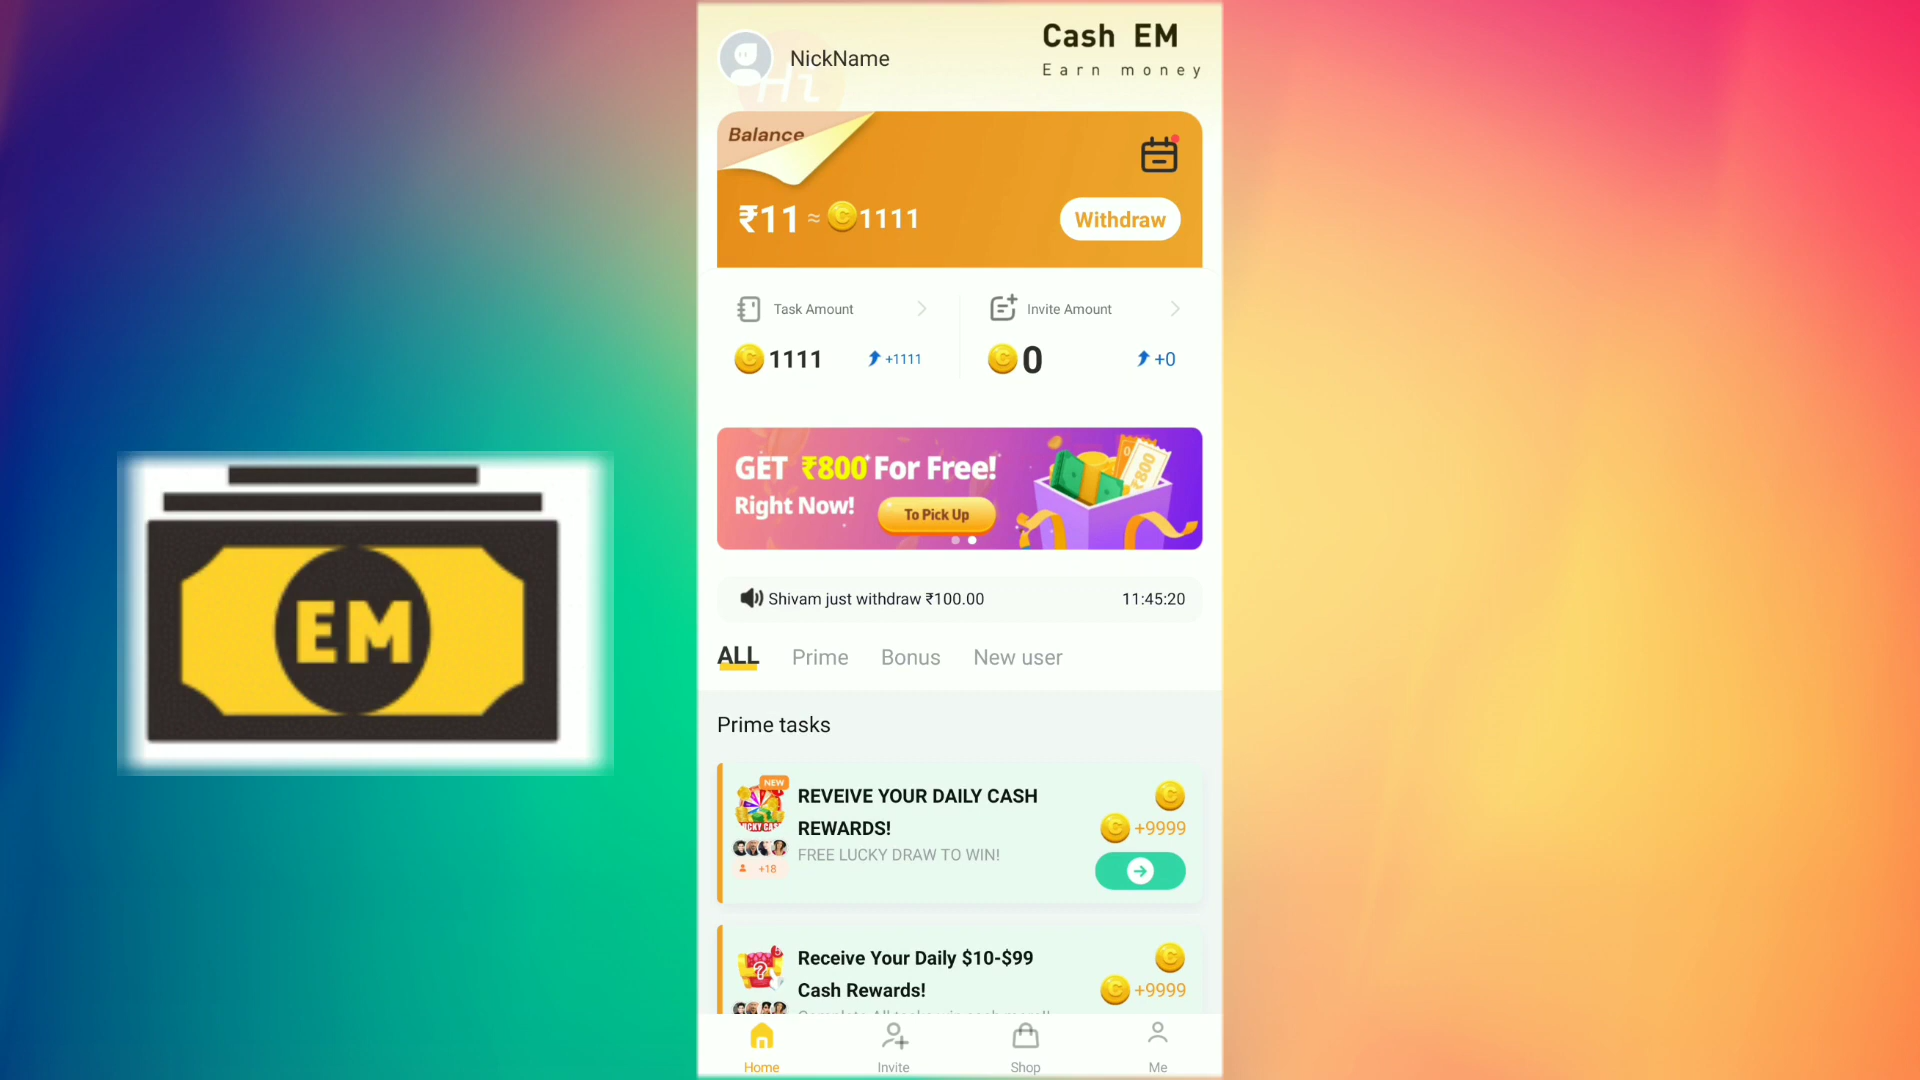 NickName
Cash EM
Earn money
Hi
Balance
₹11 ≈ 1111
Withdraw
Task Amount
Invite Amount
1111
+1111
0
+0
GET ₹800 For Free!
Right Now!
To Pick Up
₹800
Shivam just withdraw ₹100.00
11:45:20
EM
ALL
Prime
Bonus
New user
Prime tasks
NEW
REVEIVE YOUR DAILY CASH
REWARDS!
FREE LUCKY DRAW TO WIN!
+18
+9999
Receive Your Daily $10-$99
Cash Rewards!
+9999
Home
Invite
Shop
Me